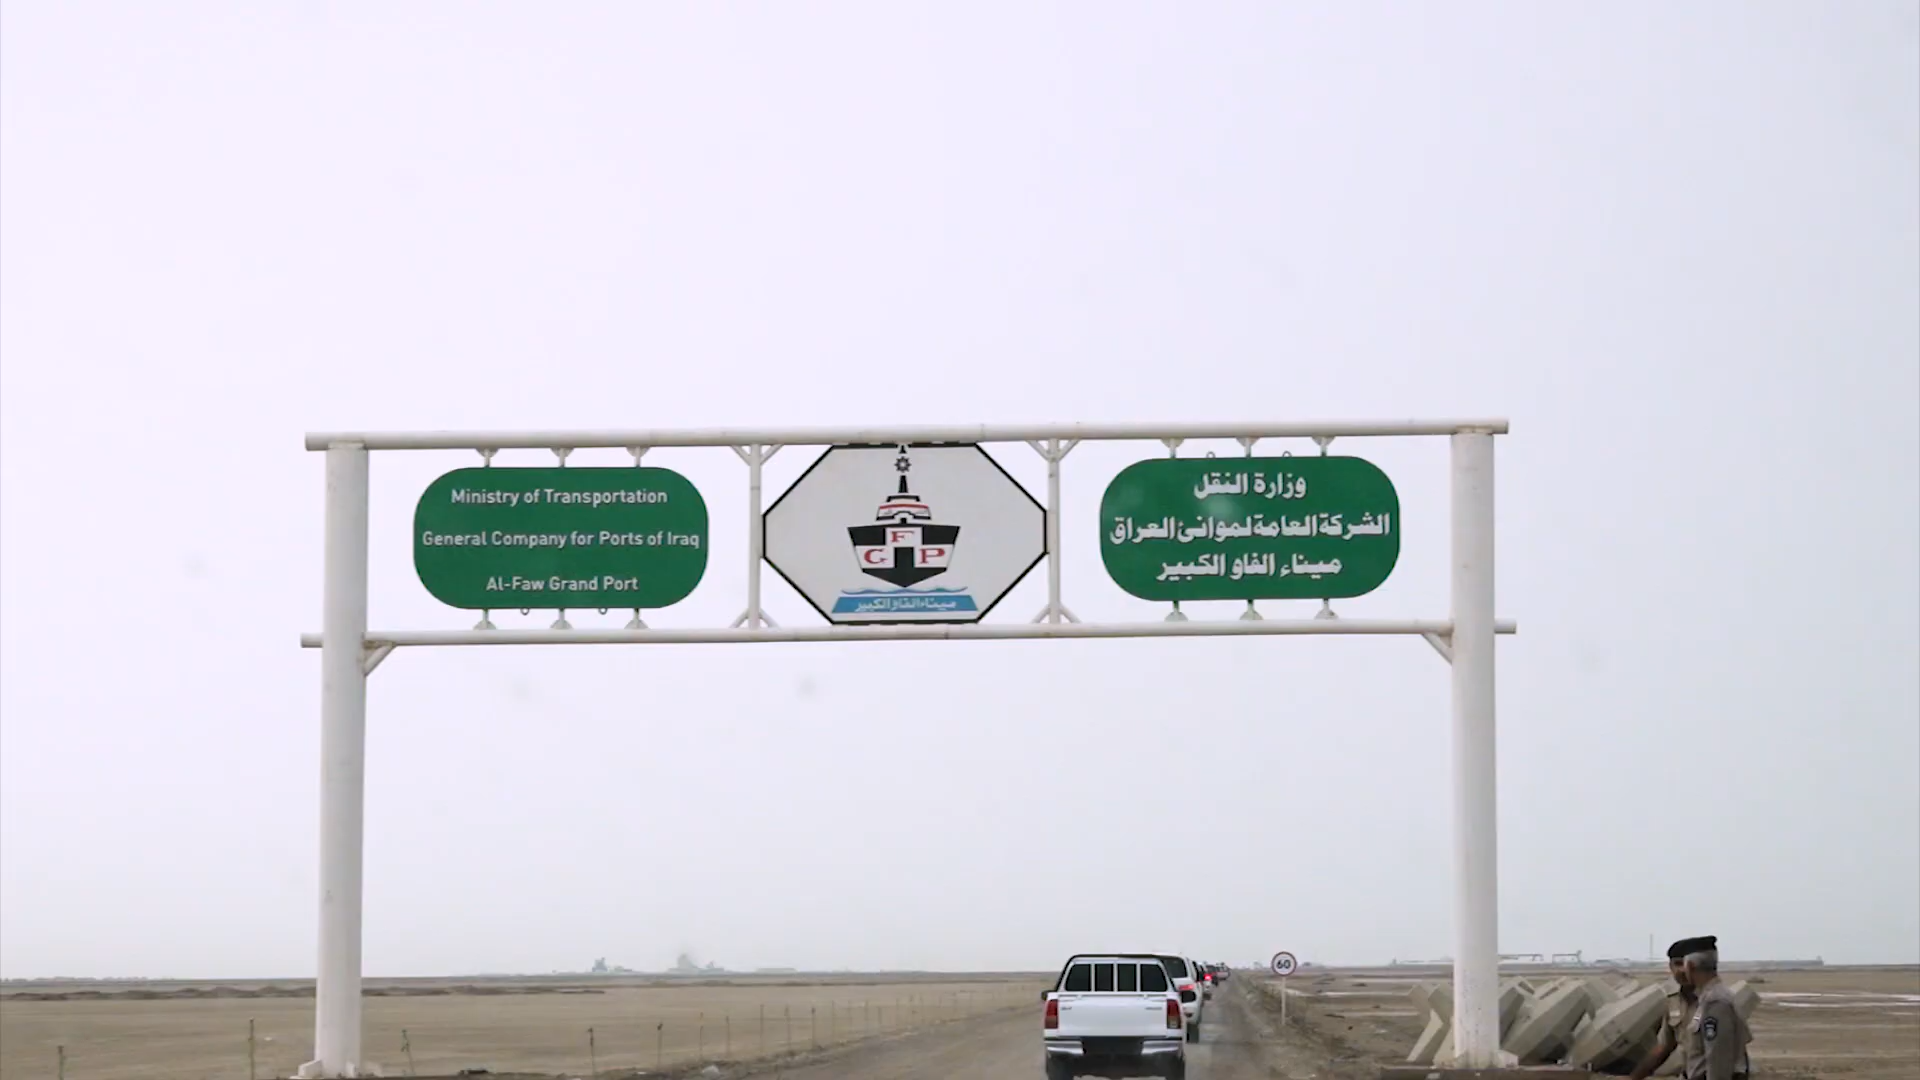 Ministry of Transportation
General Company for Ports of Iraq
Al-Faw Grand Port
F
G P
ميناء الفاو الكبير
وزارة النقل
الشركة العامة لموانئ العراق
ميناء الفاو الكبير
60